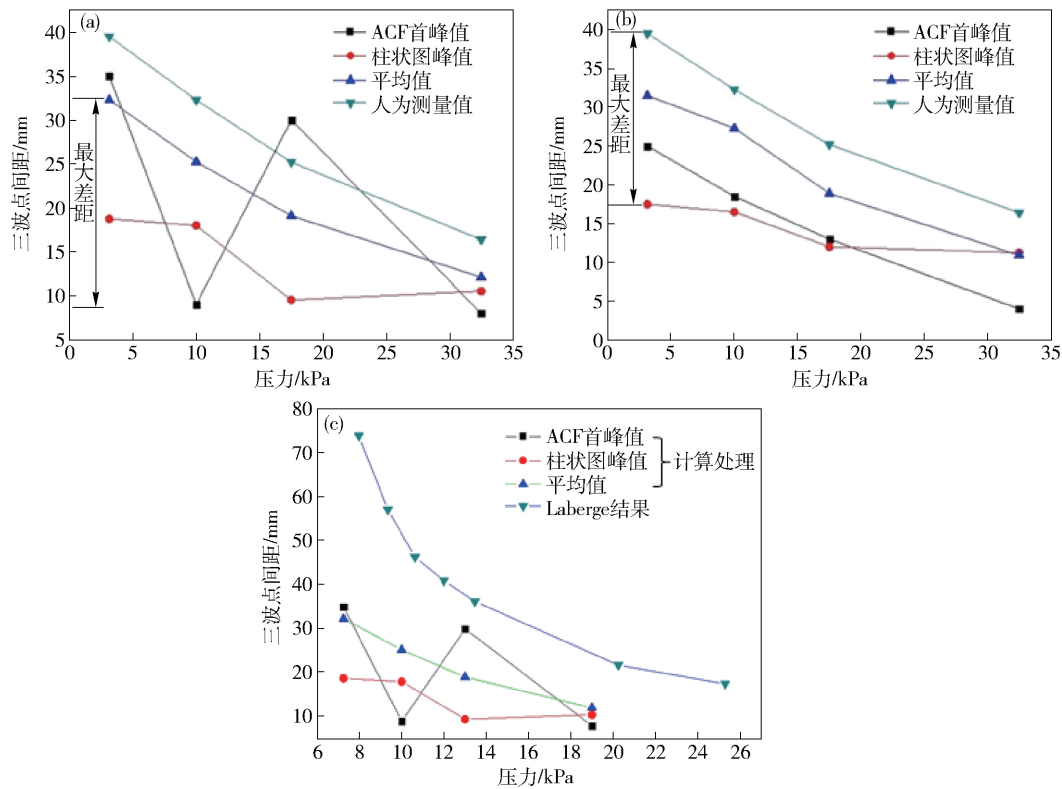 (a)
ACF首峰值
柱状图峰值
平均值
人为测量值
最大差距
三波点间距/mm
40
35
30
25
20
15
10
5
0 5 10 15 20 25 30 35
压力/kPa
(b)
ACF首峰值
柱状图峰值
平均值
人为测量值
最大差距
三波点间距/mm
40
35
30
25
20
15
10
5
0
0 5 10 15 20 25 30 35
压力/kPa
(c)
ACF首峰值
柱状图峰值
平均值
计算处理
Laberge结果
三波点间距/mm
80
70
60
50
40
30
20
10
6 8 10 12 14 16 18 20 22 24 26
压力/kPa